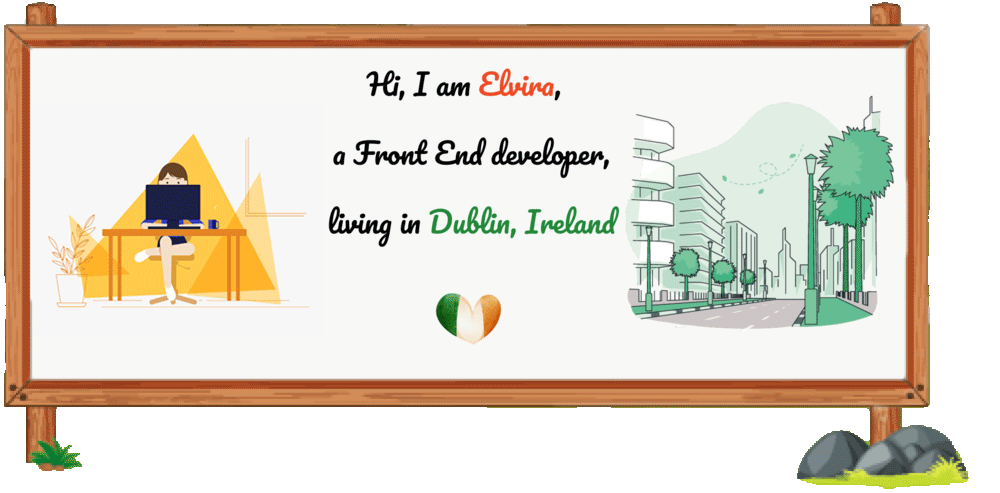 Hi, I am Elvira,
a Front End developer,
living in Dublin, Ireland